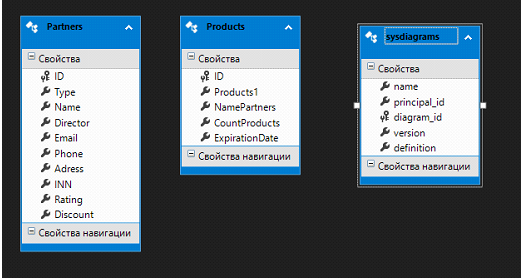 Partners
Свойства
ID
Type
Name
Director
Email
Phone
Adress
INN
Rating
Discount
Свойства навигации
Products
Свойства
ID
Products1
NamePartners
CountProducts
ExpirationDate
Свойства навигации
sysdiagrams
Свойства
name
principal_id
diagram_id
version
definition
Свойства навигации